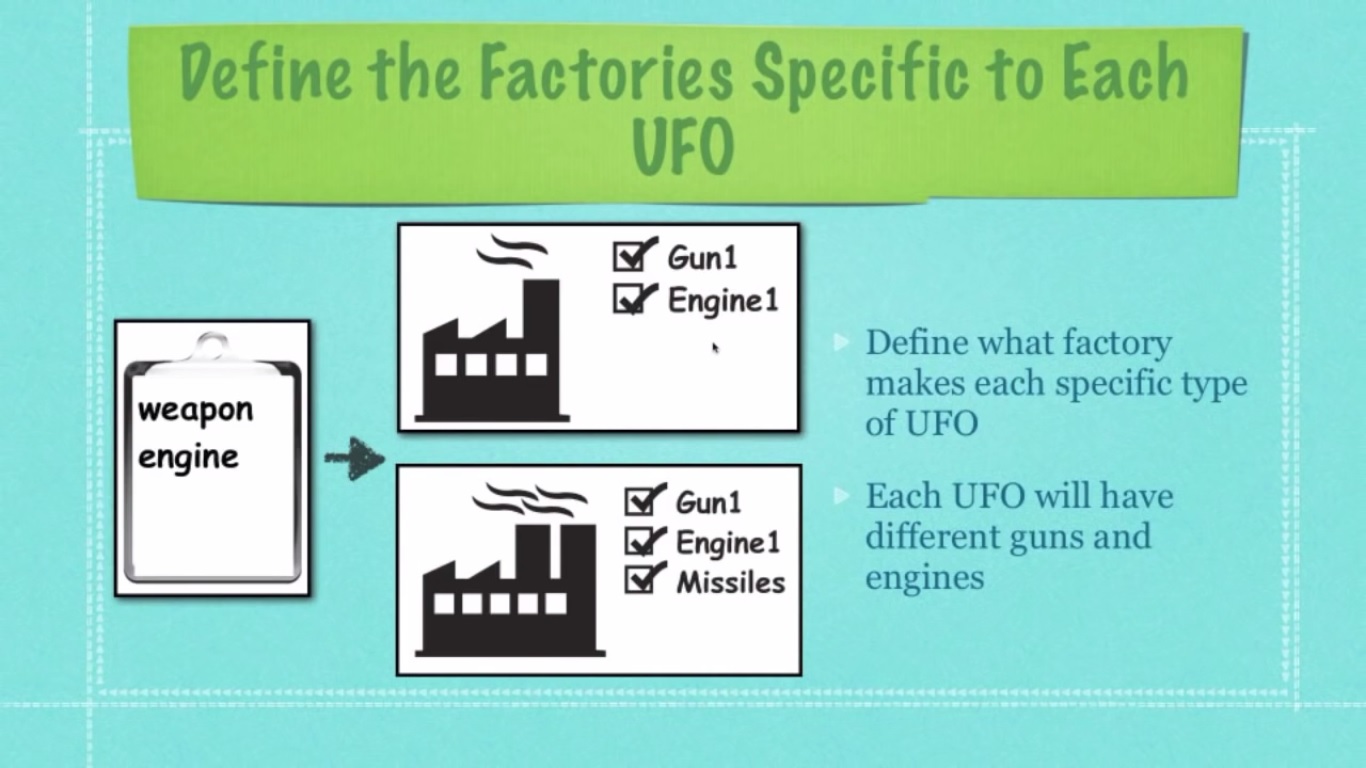 Define the Factories Specific to Each
UFO
weapon
engine
Gun1
Engine1
Gun1
Engine1
Missiles
Define what factory
makes each specific type
of UFO
Each UFO will have
different guns and
engines